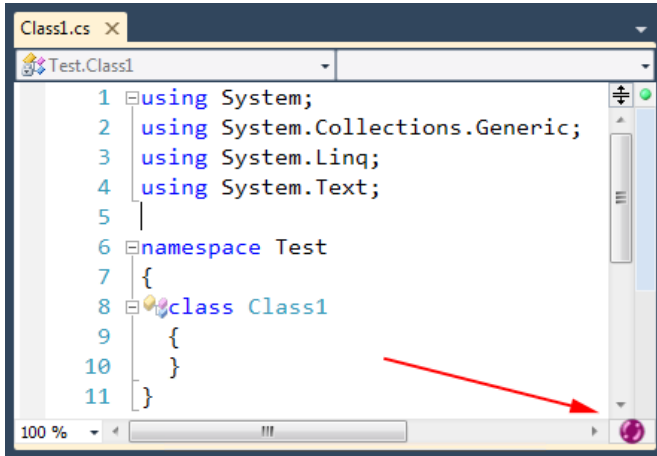 Class1.cs
Test.Class1
1 using System;
2 using System.Collections.Generic;
3 using System.Linq;
4 using System.Text;
5
6 namespace Test
7 {
8 class Class1
9 {
10 }
11 }
100 %